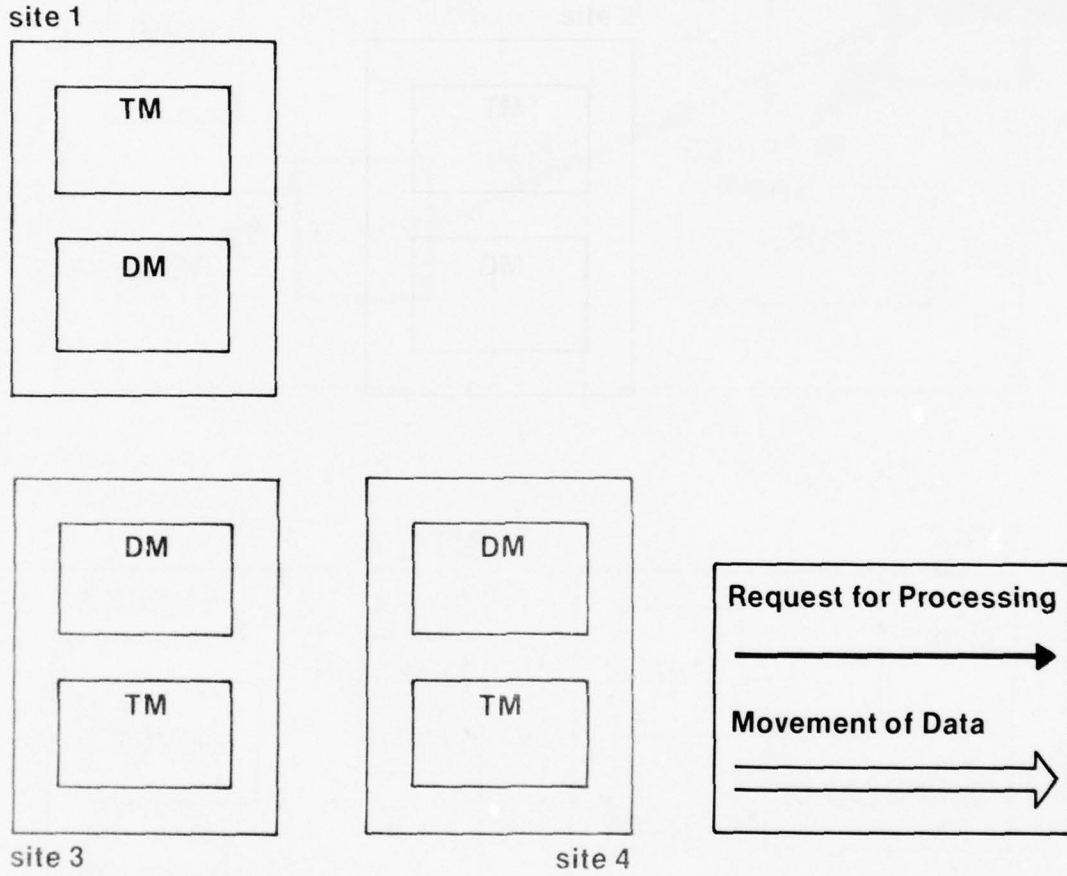 site 1
site 2
TM
TM
DM
DM
DM
DM
TM
TM
site 3
site 4
Request for Processing
Movement of Data